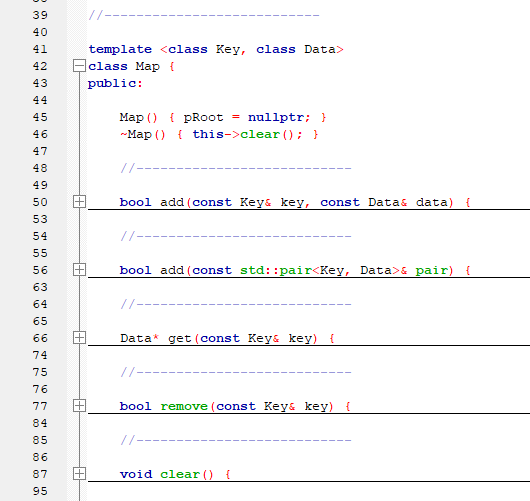 39 //---------------------------
40
41 template <class Key, class Data>
42 class Map {
43 public:
44
45     Map() { pRoot = nullptr; }
46     ~Map() { this->clear(); }
47
48     //---------------------------
49
50     bool add(const Key& key, const Data& data) {
53
54     //---------------------------
55
56     bool add(const std::pair<Key, Data>& pair) {
63
64     //---------------------------
65
66     Data* get(const Key& key) {
74
75     //---------------------------
76
77     bool remove(const Key& key) {
84
85     //---------------------------
86
87     void clear() {
95